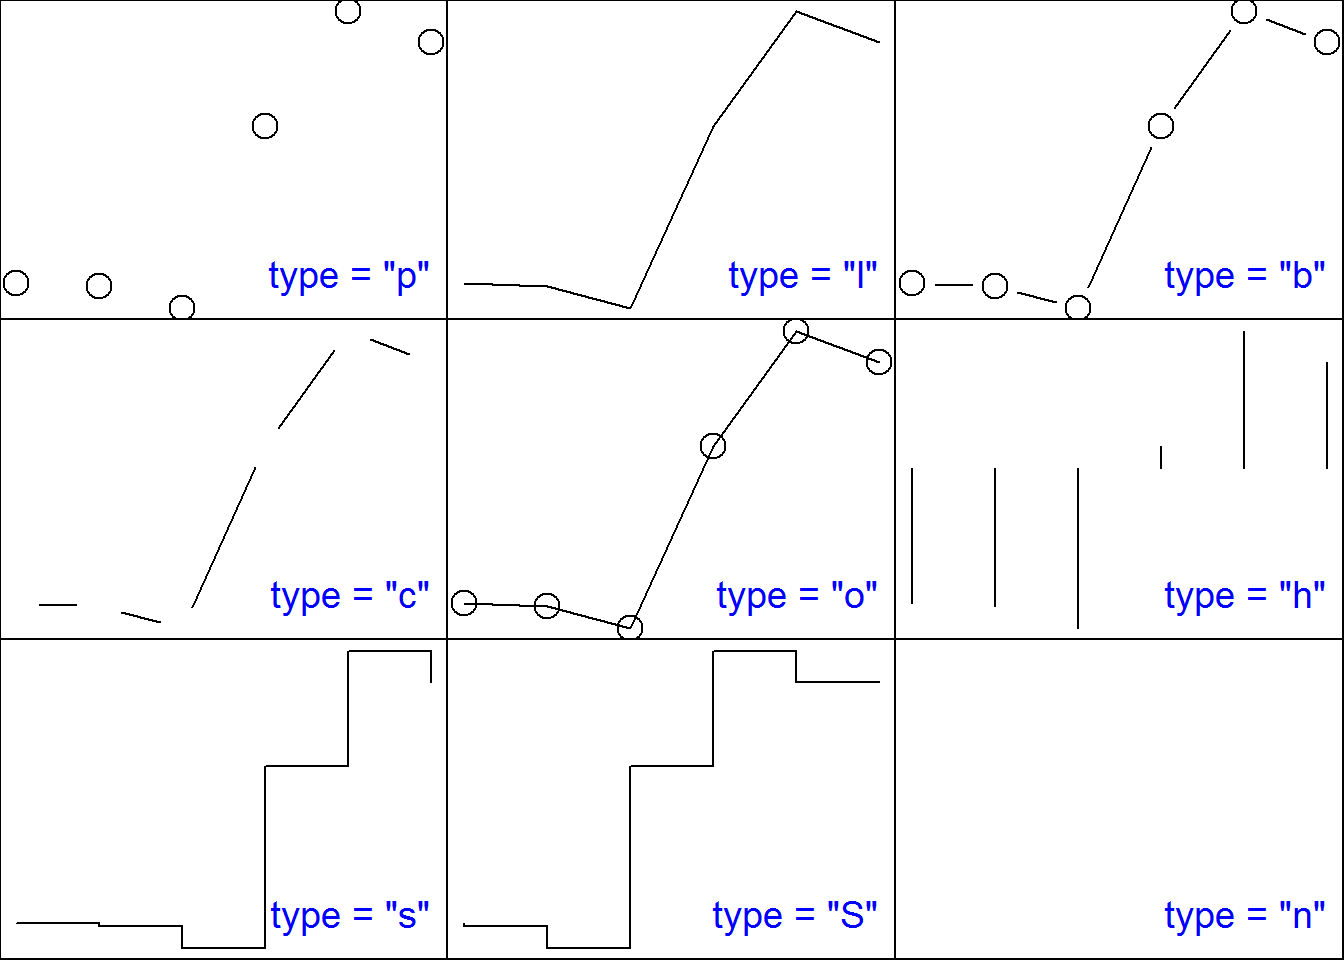 type = "p"
type = "l"
type = "b"
type = "c"
type = "o"
type = "h"
type = "s"
type = "S"
type = "n"